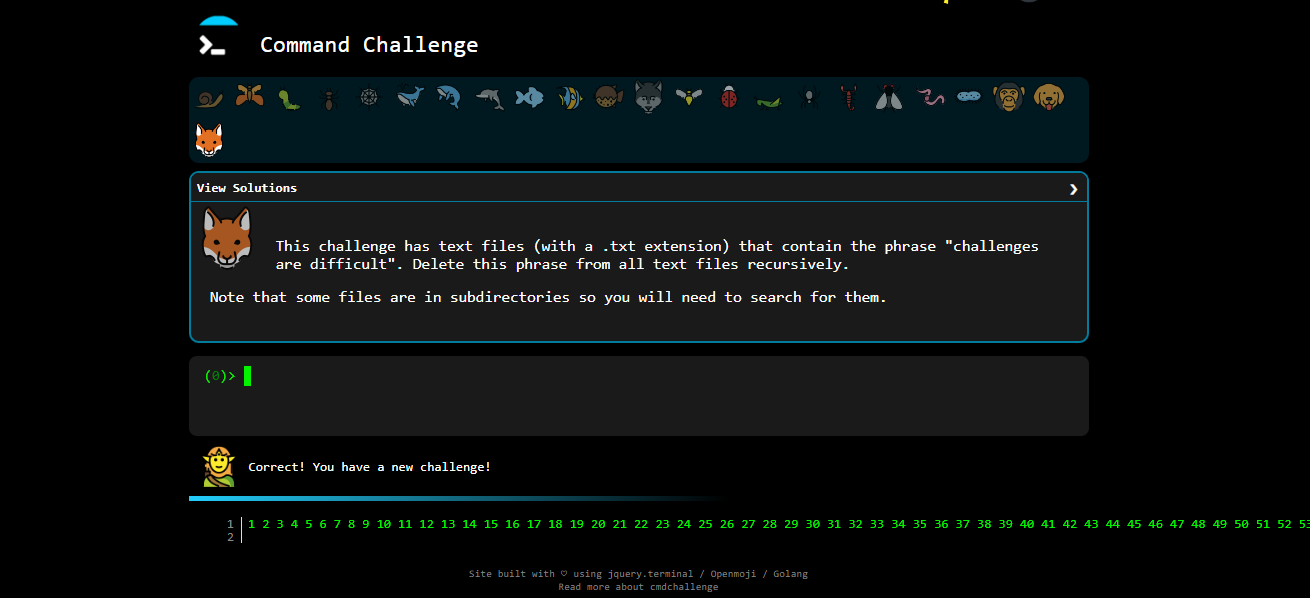 Command Challenge
View Solutions
This challenge has text files (with a .txt extension) that contain the phrase "challenges
are difficult". Delete this phrase from all text files recursively.
Note that some files are in subdirectories so you will need to search for them.
(0)>
Correct! You have a new challenge!
1 1 2 3 4 5 6 7 8 9 10 11 12 13 14 15 16 17 18 19 20 21 22 23 24 25 26 27 28 29 30 31 32 33 34 35 36 37 38 39 40 41 42 43 44 45 46 47 48 49 50 51 52 53
2
Site built with ♡ using jquery.terminal / Openmoji / Golang
Read more about cmdchallenge